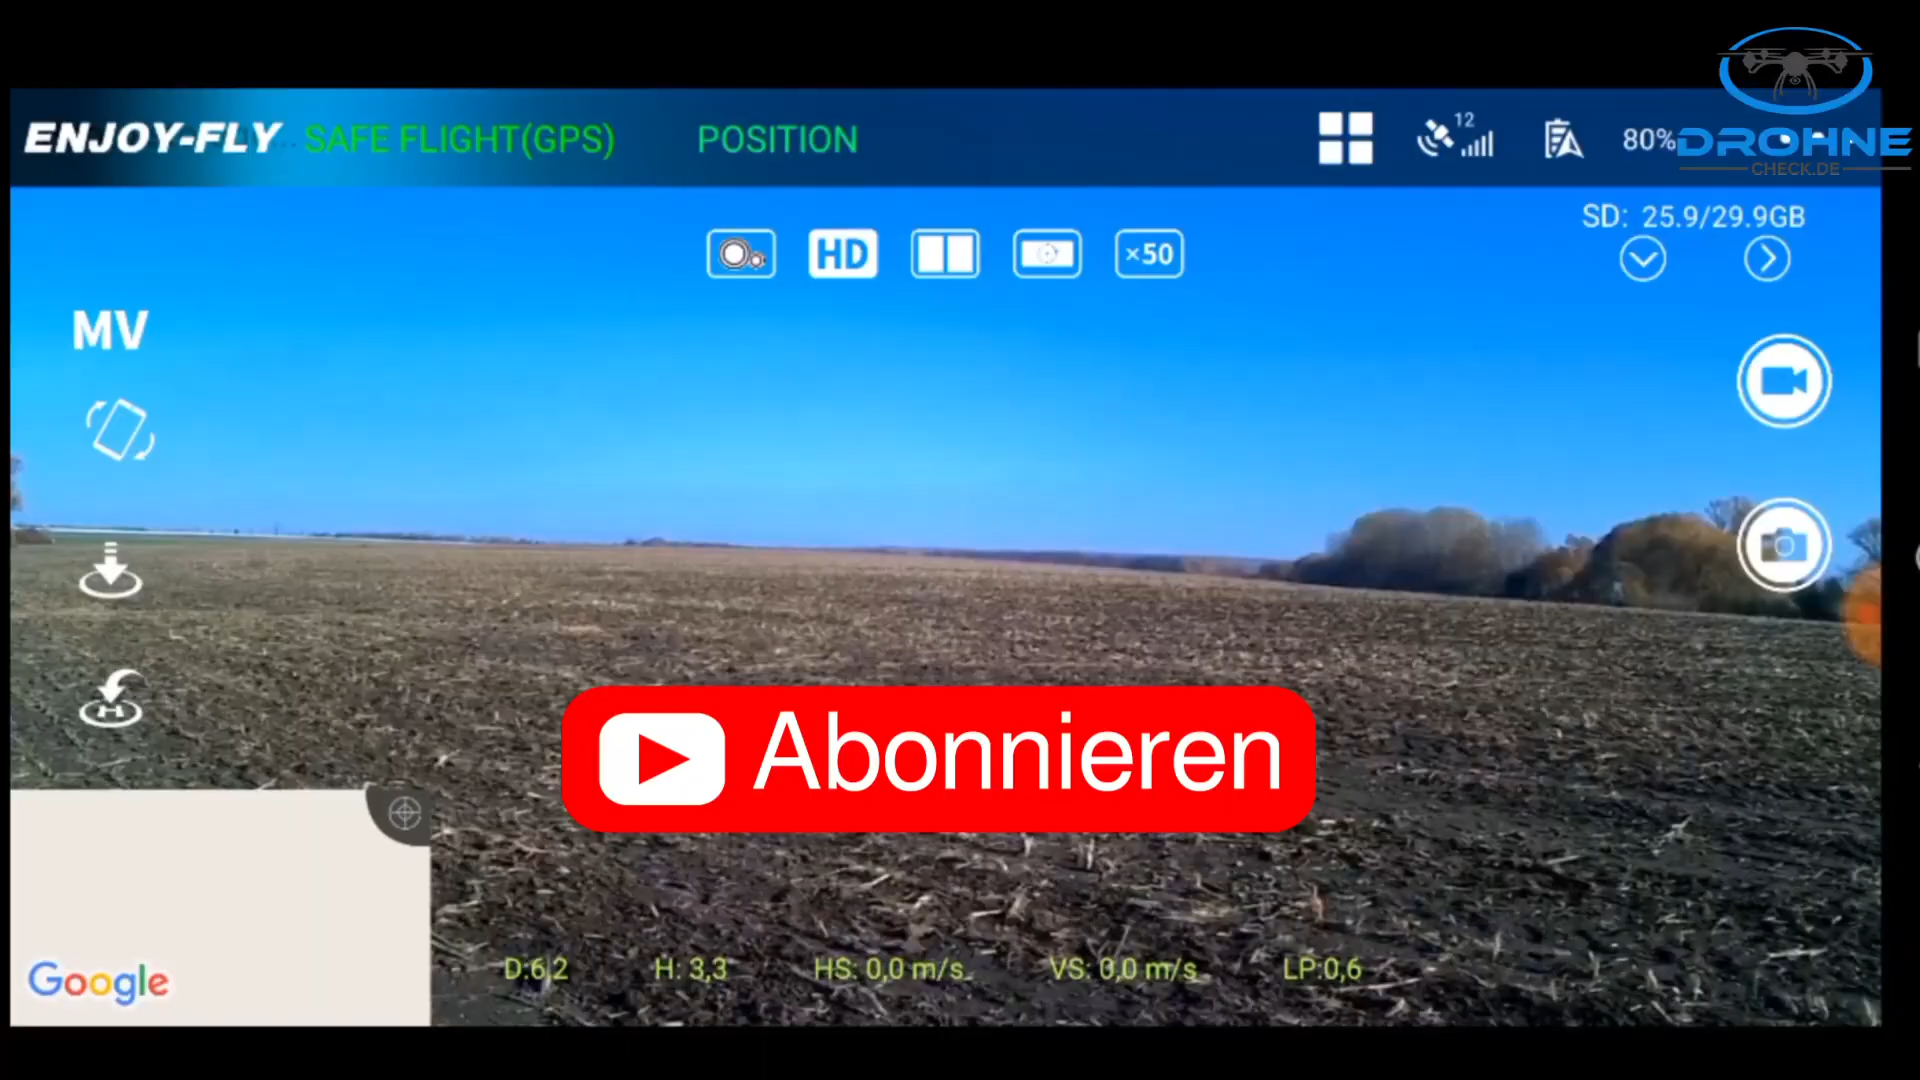 ENJOY-FLY SAFE FLIGHT(GPS) POSITION 12 80%
DROHNE
CHECK.DE
SD: 25.9/29.9GB
HD ×50
MV
Abonnieren
D:6,2 H: 3,3 HS: 0,0 m/s VS: 0,0 m/s LP:0,6
Google